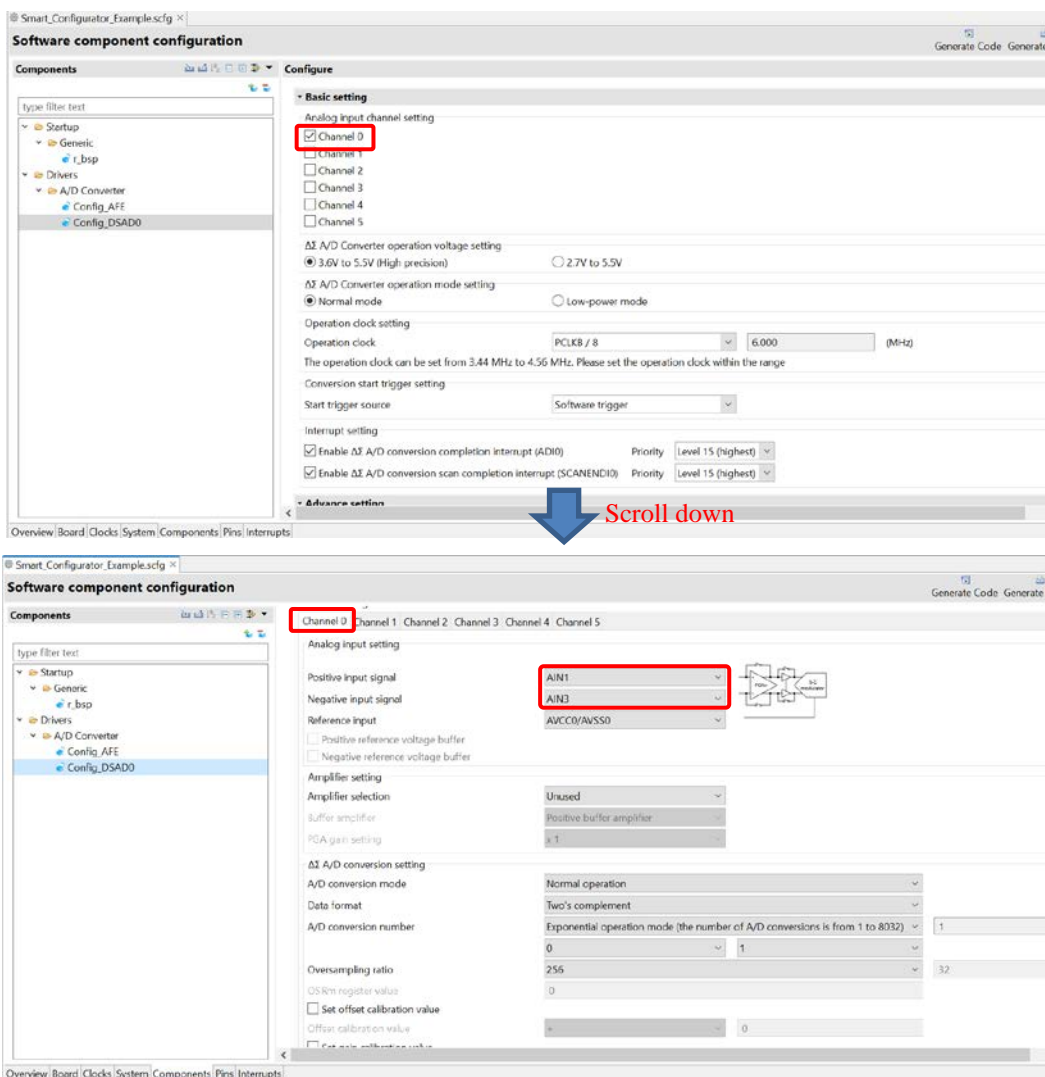 Smart_Configurator_Example.scfg
Software component configuration
Generate Code Generate
Components
Configure
type filter text
Startup
Generic
r_bsp
Drivers
A/D Converter
Config_AFE
Config_DSAD0
Basic setting
Analog input channel setting
Channel 0
Channel 1
Channel 2
Channel 3
Channel 4
Channel 5
ΔΣ A/D Converter operation voltage setting
3.6V to 5.5V (High precision) 2.7V to 5.5V
ΔΣ A/D Converter operation mode setting
Normal mode Low-power mode
Operation clock setting
Operation clock PCLKB / 8 6.000 (MHz)
The operation clock can be set from 3.44 MHz to 4.56 MHz. Please set the operation clock within the range
Conversion start trigger setting
Start trigger source Software trigger
Interrupt setting
Enable ΔΣ A/D conversion completion interrupt (ADI0) Priority Level 15 (highest)
Enable ΔΣ A/D conversion scan completion interrupt (SCANENDI0) Priority Level 15 (highest)
Advance setting
Overview Board Clocks System Components Pins Interrupts
Scroll down
Smart_Configurator_Example.scfg
Software component configuration
Generate Code Generate
Components
type filter text
Startup
Generic
r_bsp
Drivers
A/D Converter
Config_AFE
Config_DSAD0
Channel 0 Channel 1 Channel 2 Channel 3 Channel 4 Channel 5
Analog input setting
Positive input signal AIN1
Negative input signal AIN3
Reference input AVCC0/AVSS0
Positive reference voltage buffer
Negative reference voltage buffer
Amplifier setting
Amplifier selection Unused
Buffer amplifier Positive buffer amplifier
PGA gain setting x 1
ΔΣ A/D conversion setting
A/D conversion mode Normal operation
Data format Two's complement
A/D conversion number Exponential operation mode (the number of A/D conversions is from 1 to 8032) 1
0 1
Oversampling ratio 256 32
OSRm register value 0
Set offset calibration value
Offset calibration value + 0
Set gain calibration value
Overview Board Clocks System Components Pins Interrupts